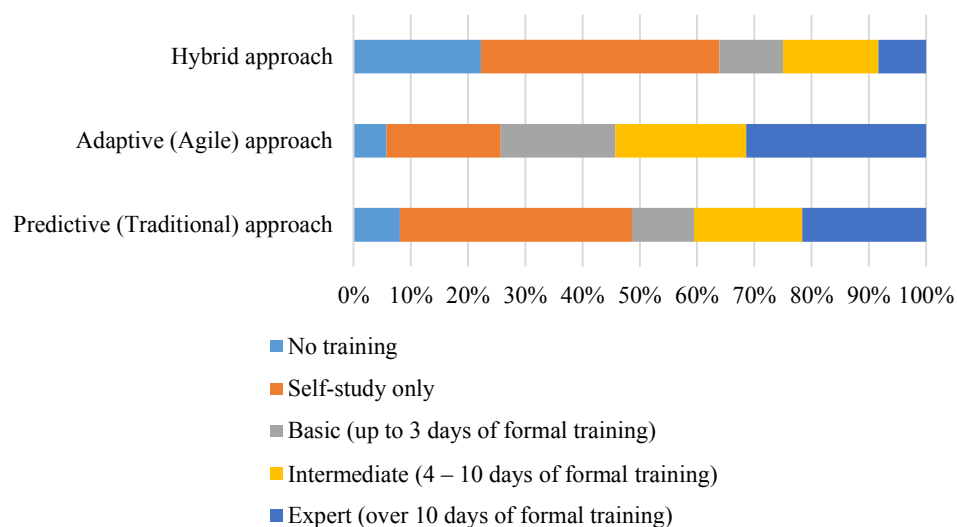 Hybrid approach
Adaptive (Agile) approach
Predictive (Traditional) approach
0% 10% 20% 30% 40% 50% 60% 70% 80% 90% 100%
No training
Self-study only
Basic (up to 3 days of formal training)
Intermediate (4 – 10 days of formal training)
Expert (over 10 days of formal training)